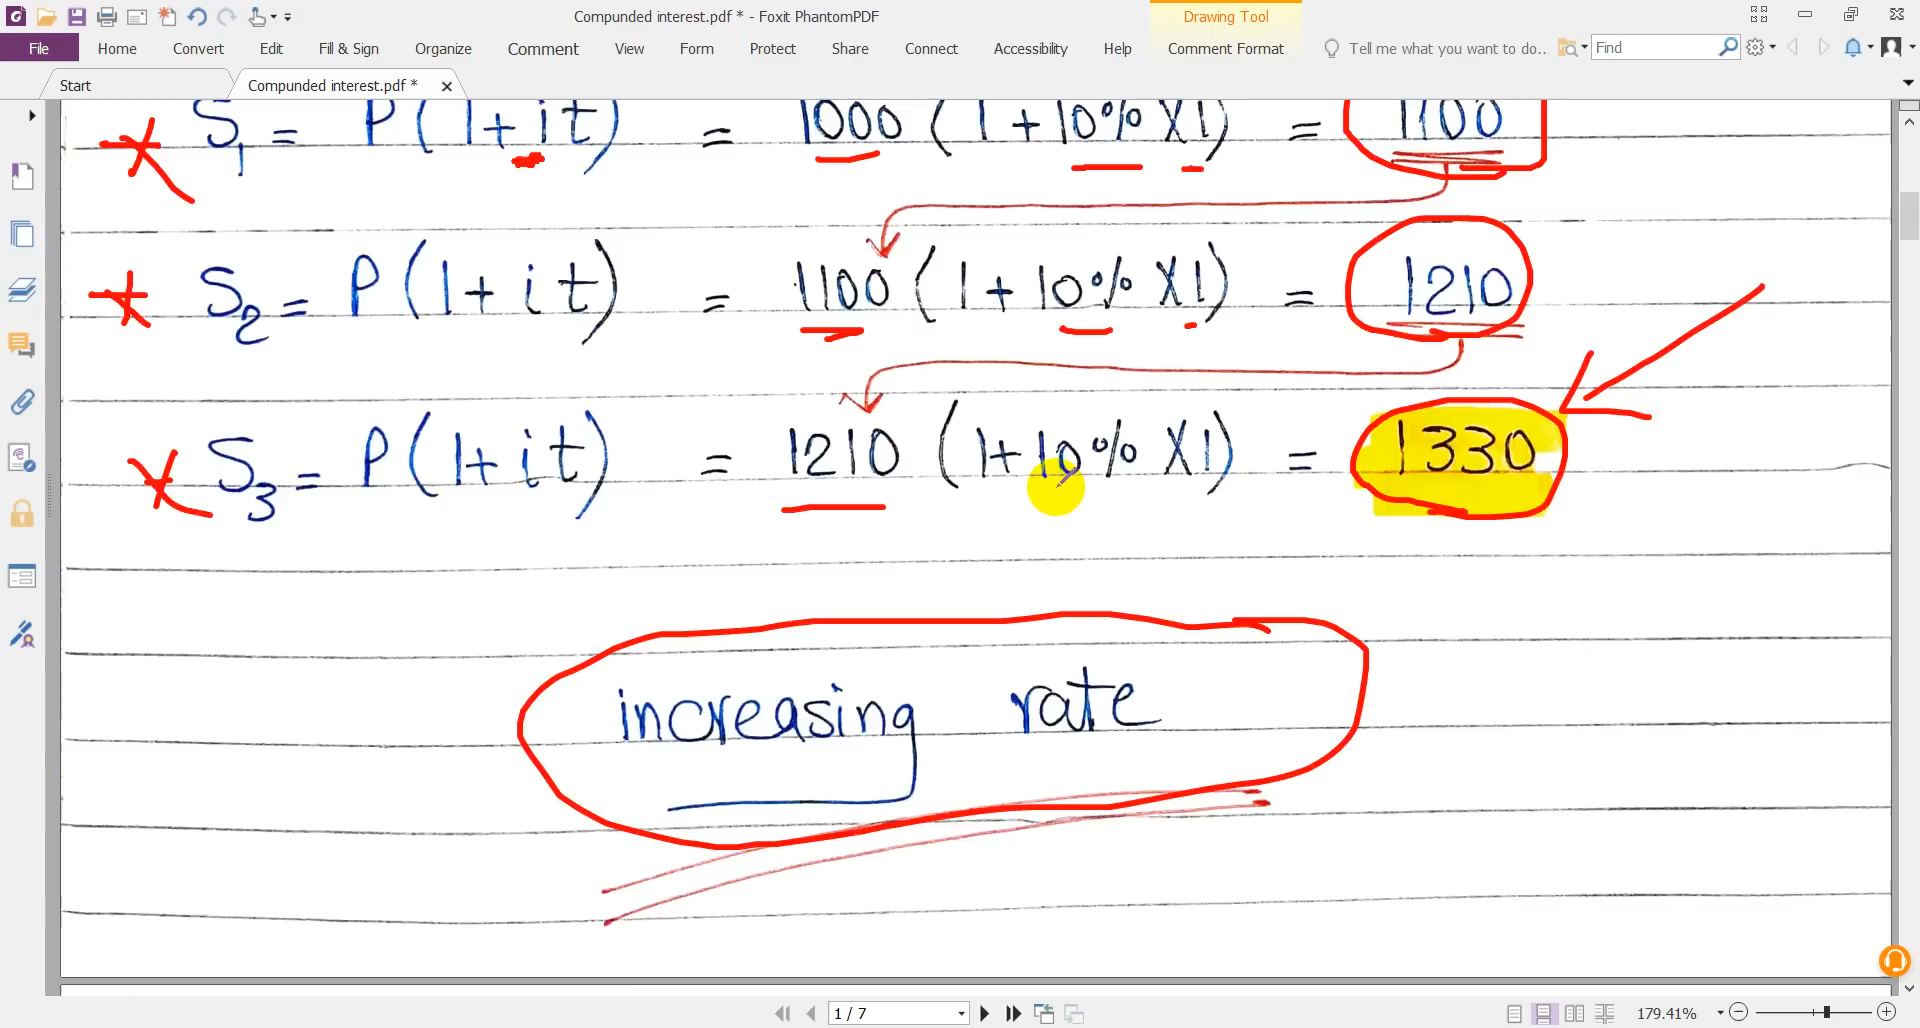 Compunded interest.pdf * - Foxit PhantomPDF
Drawing Tool
File Home Convert Edit Fill & Sign Organize Comment View Form Protect Share Connect Accessibility Help Comment Format Tell me what you want to do... Find
Start Compunded interest.pdf *
S1 = P(1+it) = 1000 (1+10% X1) = 1100
S2 = P(1+it) = 1100 (1+10% X1) = 1210
S3 = P(1+it) = 1210 (1+10% X1) = 1330
increasing rate
1 / 7 179.41%